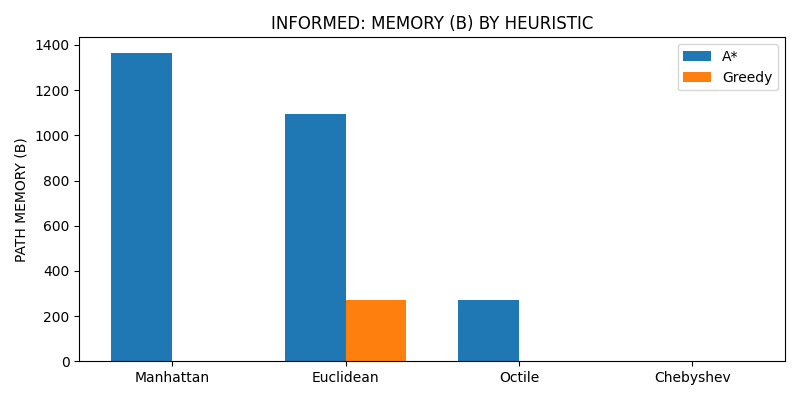 INFORMED: MEMORY (B) BY HEURISTIC
PATH MEMORY (B)
1400
1200
1000
800
600
400
200
0
A*
Greedy
Manhattan
Euclidean
Octile
Chebyshev